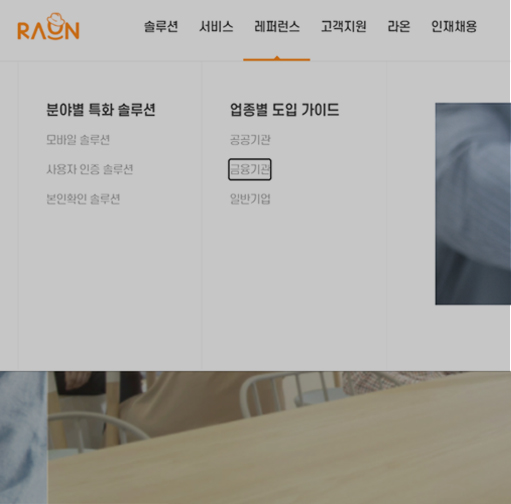 RAON
솔루션 서비스 레퍼런스 고객지원 라온 인재채용
분야별 특화 솔루션
모바일 솔루션
사용자 인증 솔루션
본인확인 솔루션
업종별 도입 가이드
공공기관
금융기관
일반기업